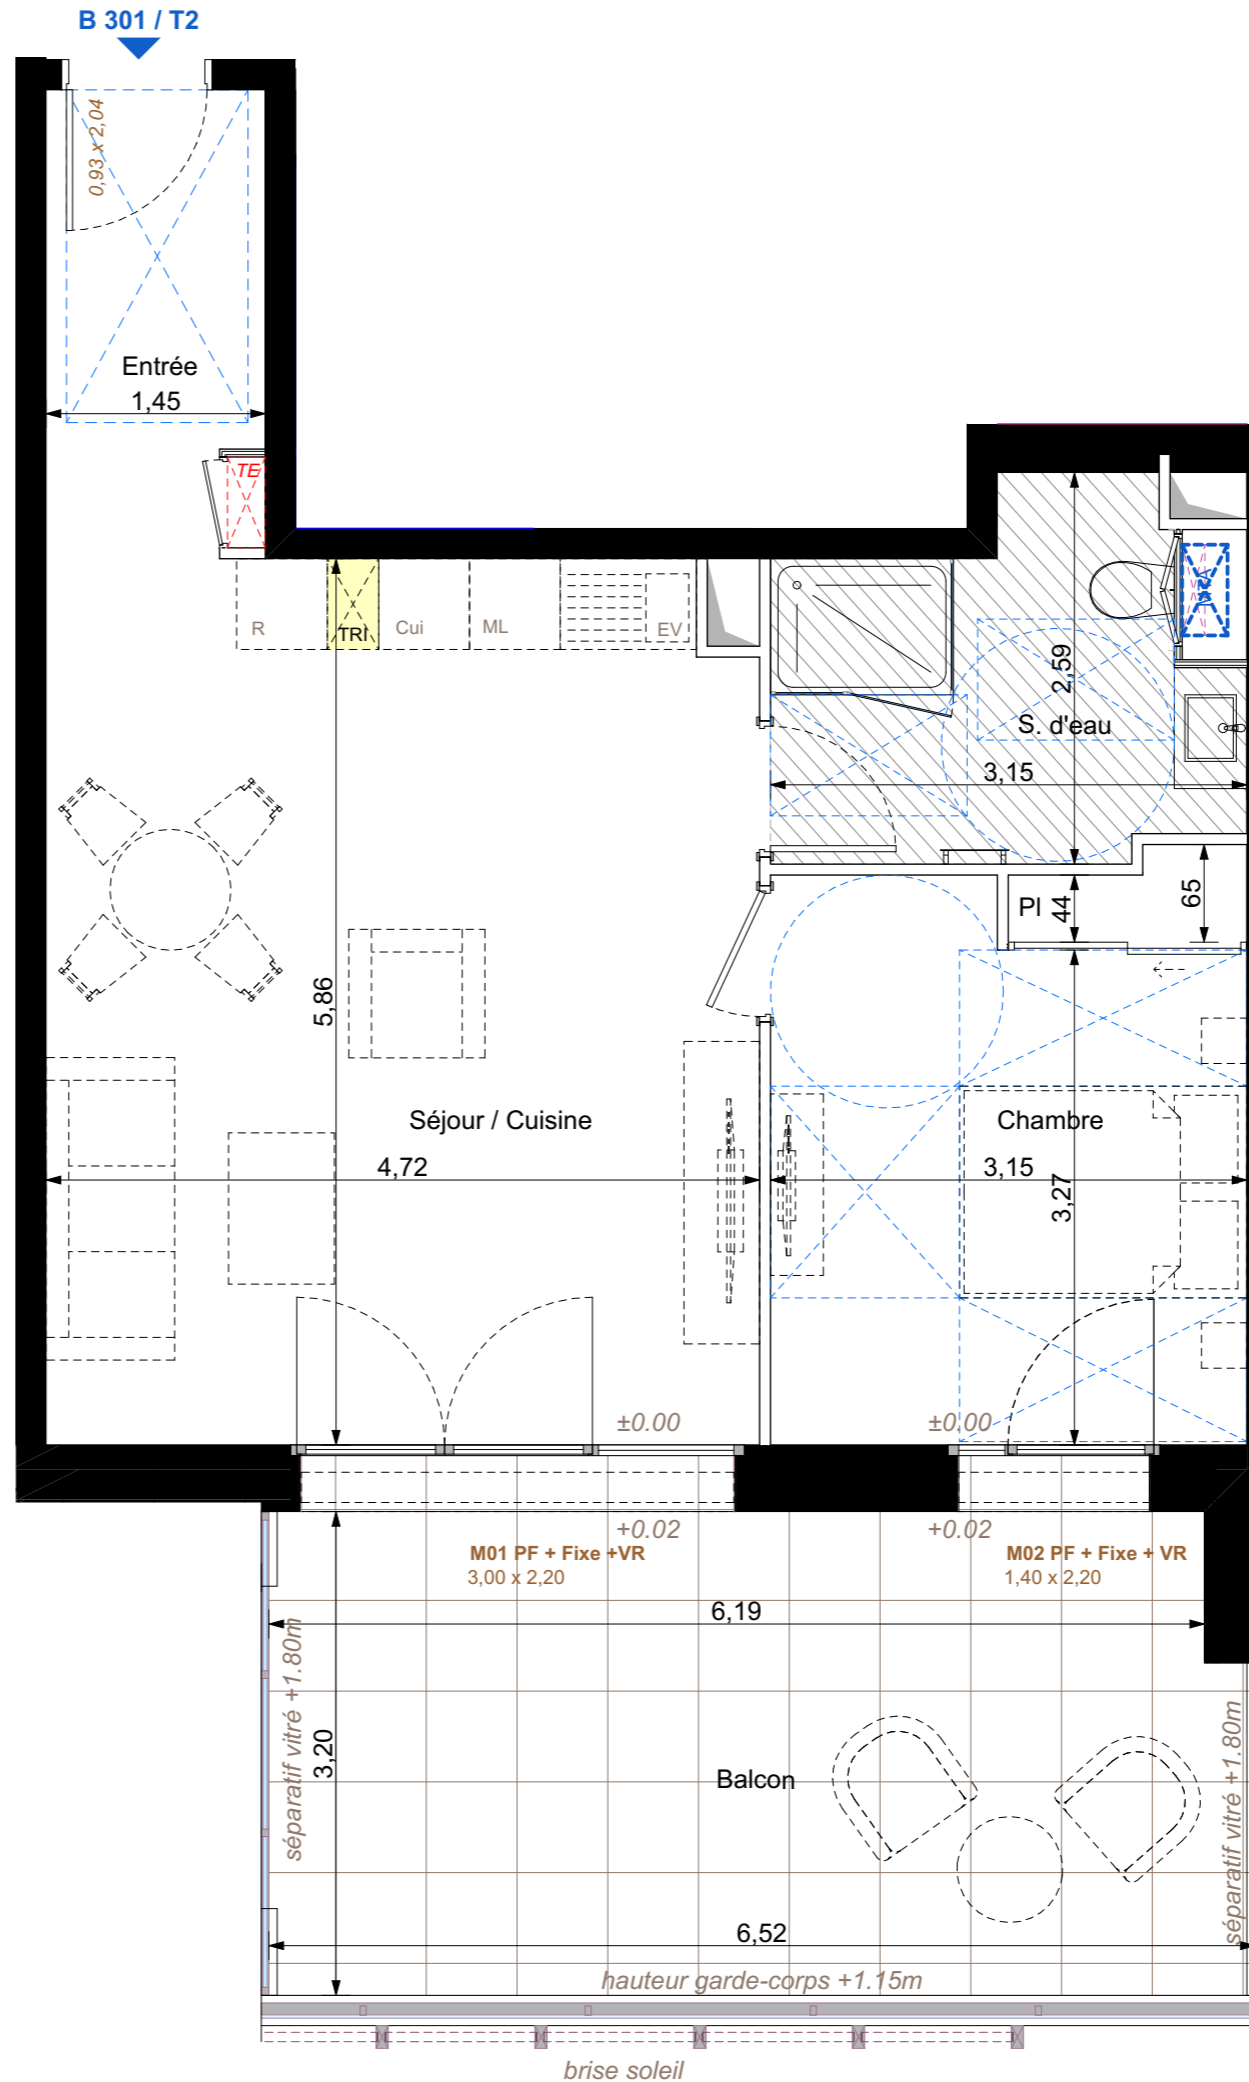 B 301 / T2
0,93 x 2,04
Entrée
1,45
TE
R
TRI
Cui
ML
EV
2,59
S. d'eau
3,15
Pl
44
65
5,86
Séjour / Cuisine
4,72
Chambre
3,15
3,27
±0.00
±0.00
+0.02
+0.02
M01 PF + Fixe +VR
3,00 x 2,20
M02 PF + Fixe + VR
1,40 x 2,20
6,19
séparatif vitré +1.80m
3,20
Balcon
séparatif vitré +1.80m
6,52
hauteur garde-corps +1.15m
brise soleil